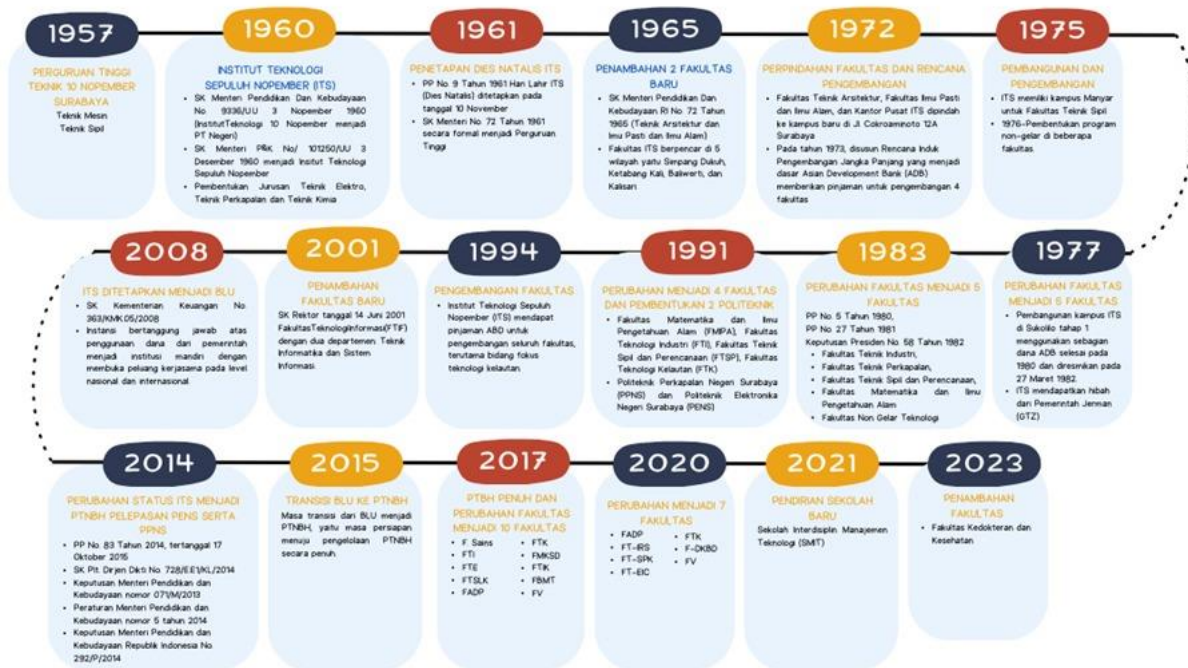 1957
PERGURUAN TINGGI
TEKNIK 10 NOPEMBER
SURABAYA
Teknik Mesin
Teknik Sipil
1960
INSTITUT TEKNOLOGI
SEPULUH NOPEMBER (ITS)
• SK Menteri Pendidikan Dan Kebudayaan
No 9336/UU 3 Nopember 1960
(InstitutTeknologi 10 Nopember menjadi
PT Negeri)
• SK Menteri P&K No/ 101250/UU 3
Desember 1960 menjadi Insitut Teknologi
Sepuluh Nopember
• Pembentukan Jurusan Teknik Elektro,
Teknik Perkapalan dan Teknik Kimia
1961
PENETAPAN DIES NATALIS ITS
• PP No. 9 Tahun 1961 Hari Lahir ITS
(Dies Natalis) ditetapkan pada
tanggal 10 November
• SK Menteri No. 72 Tahun 1961
secara formal menjadi Perguruan
Tinggi
1965
PENAMBAHAN 2 FAKULTAS
BARU
• SK Menteri Pendidikan Dan
Kebudayaan RI No. 72 Tahun
1965 (Teknik Arsitektur dan
Ilmu Pasti dan Ilmu Alam)
• Fakultas ITS berpencar di 5
wilayah yaitu Simpang Dukuh,
Ketabang Kali, Baliwerti, dan
Kalisari
1972
PERPINDAHAN FAKULTAS DAN RENCANA
PENGEMBANGAN
• Fakultas Teknik Arsitektur, Fakultas Ilmu Pasti
dan Ilmu Alam, dan Kantor Pusat ITS dipindah
ke kampus baru di Jl. Cokroaminoto 12A
Surabaya
• Pada tahun 1973, disusun Rencana Induk
Pengembangan Jangka Panjang yang menjadi
dasar Asian Development Bank (ADB)
memberikan pinjaman untuk pengembangan 4
fakultas
1975
PEMBANGUNAN DAN
PENGEMBANGAN
• ITS memiliki kampus Manyar
untuk Fakultas Teknik Sipil
• 1976-Pembentukan program
non-gelar di beberapa
fakultas.
2008
ITS DITETAPKAN MENJADI BLU
• SK Kementerian Keuangan No.
363/KMK.05/2008
• Instansi bertanggung jawab atas
penggunaan dana dari pemerintah
menjadi institusi mandiri dengan
membuka peluang kerjasama pada level
nasional dan internasional
2001
PENAMBAHAN
FAKULTAS BARU
SK Rektor tanggal 14 Juni 2001
FakultasTeknologiInformasi(FTIF)
dengan dua departemen Teknik
Informatika dan Sistem
Informasi
1994
PENGEMBANGAN FAKULTAS
• Institut Teknologi Sepuluh
Nopember (ITS) mendapat
pinjaman ABD untuk
pengembangan seluruh fakultas,
terutama bidang fokus
teknologi kelautan.
1991
PERUBAHAN MENJADI 4 FAKULTAS
DAN PEMBENTUKAN 2 POLITEKNIK
• Fakultas Matematika dan Ilmu
Pengetahuan Alam (FMIPA), Fakultas
Teknologi Industri (FTI), Fakultas Teknik
Sipil dan Perencanaan (FTSP), Fakultas
Teknologi Kelautan (FTK)
• Politeknik Perkapalan Negeri Surabaya
(PPNS) dan Politeknik Elektronika
Negeri Surabaya (PENS)
1983
PERUBAHAN FAKULTAS MENJADI 5
FAKULTAS
PP No. 5 Tahun 1980,
PP No. 27 Tahun 1981
Keputusan Presiden No. 58 Tahun 1982
• Fakultas Teknik Industri,
• Fakultas Teknik Perkapalan,
• Fakultas Teknik Sipil dan Perencanaan,
• Fakultas Matematika dan Ilmu
Pengetahuan Alam
• Fakultas Non Gelar Teknologi
1977
PERUBAHAN FAKULTAS
MENJADI 5 FAKULTAS
• Pembangunan kampus ITS
di Sukolilo tahap 1
menggunakan sebagian
dana ADB selesai pada
1980 dan diresmikan pada
27 Maret 1982.
• ITS mendapatkan hibah
dari Pemerintah Jerman
(GTZ)
2014
PERUBAHAN STATUS ITS MENJADI
PTNBH PELEPASAN PENS SERTA
PPNS
• PP No. 83 Tahun 2014, tertanggal 17
Oktober 2015
• SK Plt. Dirjen Dikti No. 728/E.E1/KL/2014
• Keputusan Menteri Pendidikan dan
Kebudayaan nomor 071/M/2013
• Peraturan Menteri Pendidikan dan
Kebudayaan nomor 5 tahun 2014
• Keputusan Menteri Pendidikan dan
Kebudayaan Republik Indonesia No
292/P/2014
2015
TRANSISI BLU KE PTNBH
Masa transisi dari BLU menjadi
PTNBH, yaitu masa persiapan
menuju pengelolaan PTNBH
secara penuh.
2017
PTBH PENUH DAN
PERUBAHAN FAKULTAS
MENJADI 10 FAKULTAS
• F. Sains
• FTI
• FTE
• FTSLK
• FADP
• FTK
• FMKSD
• FTIK
• FBMT
• FV
2020
PERUBAHAN MENJADI 7
FAKULTAS
• FADP
• FT-IRS
• FT-SPK
• FT-EIC
• FTK
• F-DKBD
• FV
2021
PENDIRIAN SEKOLAH
BARU
Sekolah Interdisiplin Manajemen
Teknologi (SMIT)
2023
PENAMBAHAN
FAKULTAS
• Fakultas Kedokteran dan
Kesehatan